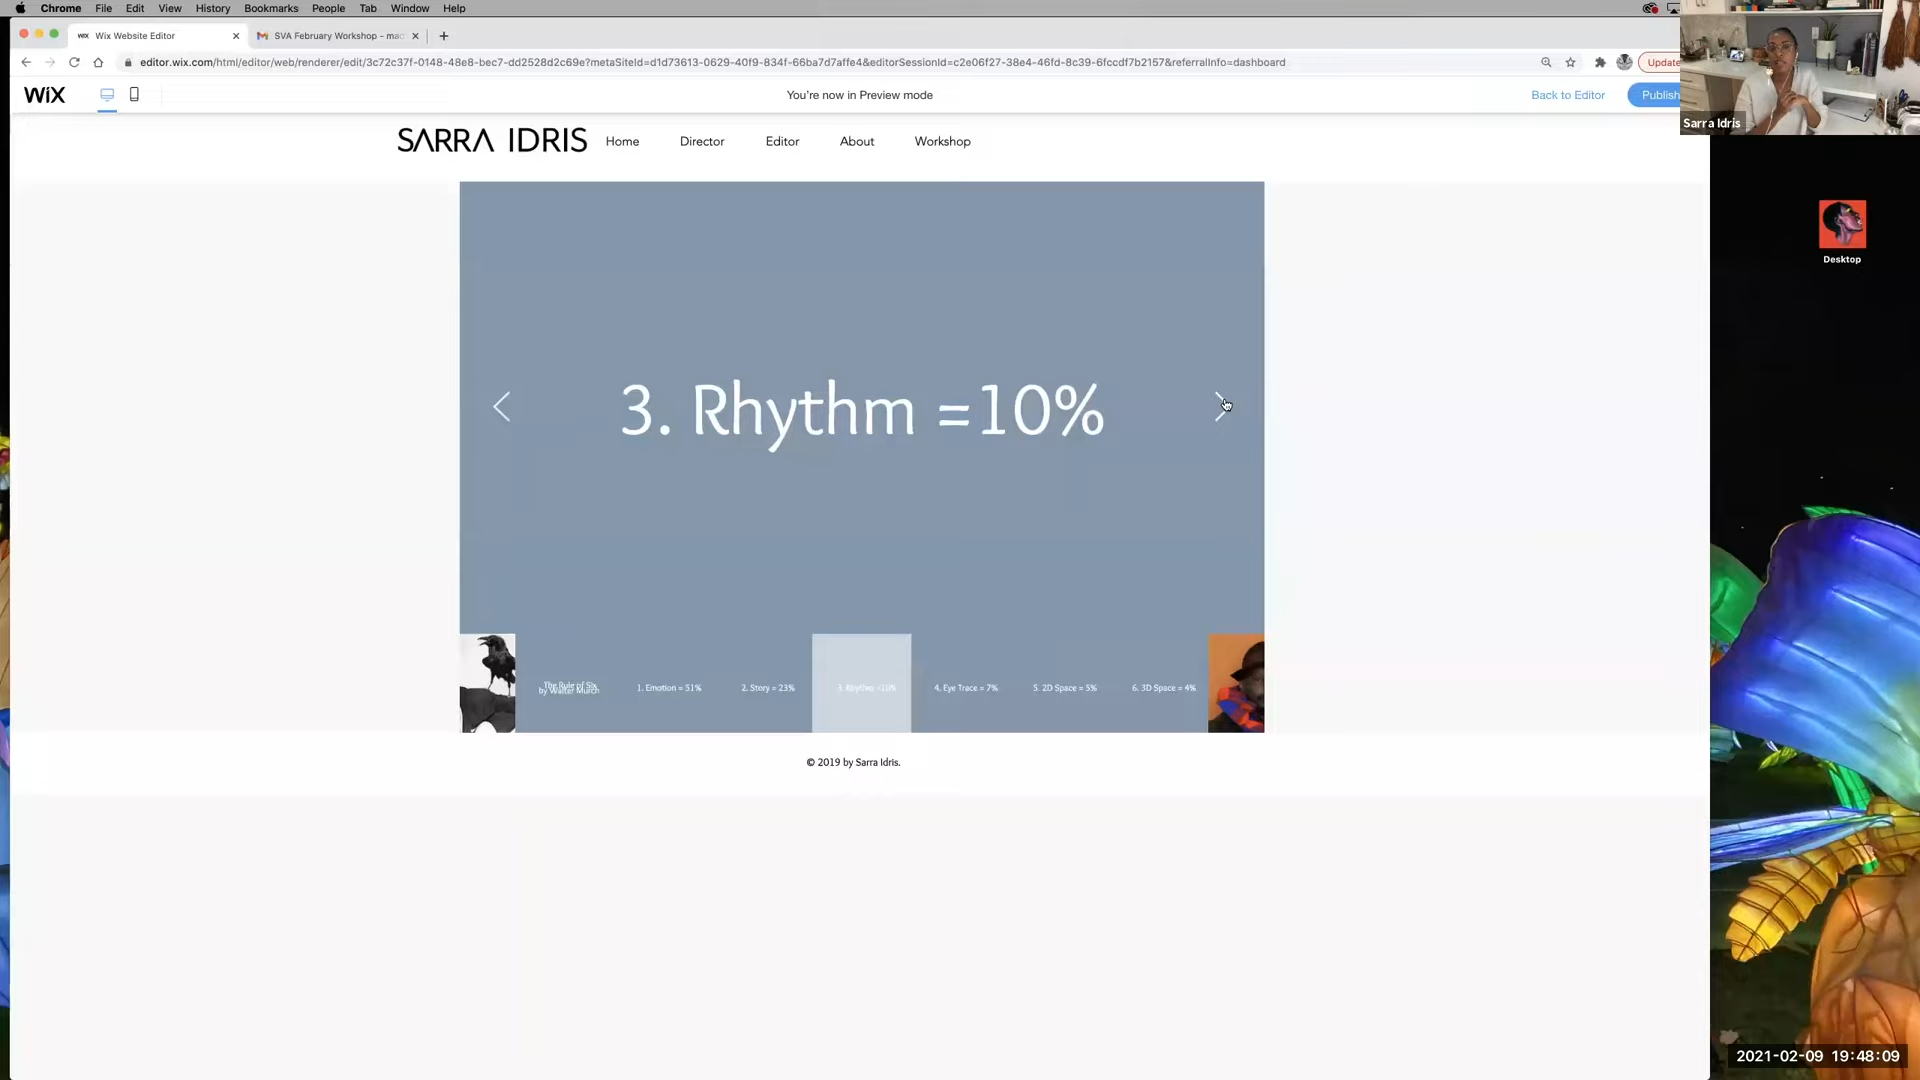 Chrome File Edit View History Bookmarks People Tab Window Help
WiX Wix Website Editor
SVA February Workshop - mac
editor.wix.com/html/editor/web/renderer/edit/3c72c37f-0148-48e8-bec7-dd2528d2c69e?metaSiteId=d1d73613-0629-40f9-834f-66ba7d7affe4&editorSessionId=c2e06f27-38e4-46fd-8c39-6fccdf7b2157&referralInfo=dashboard
Update
WiX
You're now in Preview mode
Back to Editor
Publish
Sarra Idris
SARRA IDRIS
Home Director Editor About Workshop
Desktop
3. Rhythm =10%
The Rule of Six
by Walter Murch
1. Emotion = 51%
2. Story = 23%
3. Rhythm =10%
4. Eye Trace = 7%
5. 2D Space = 5%
6. 3D Space = 4%
© 2019 by Sarra Idris.
2021-02-09 19:48:09